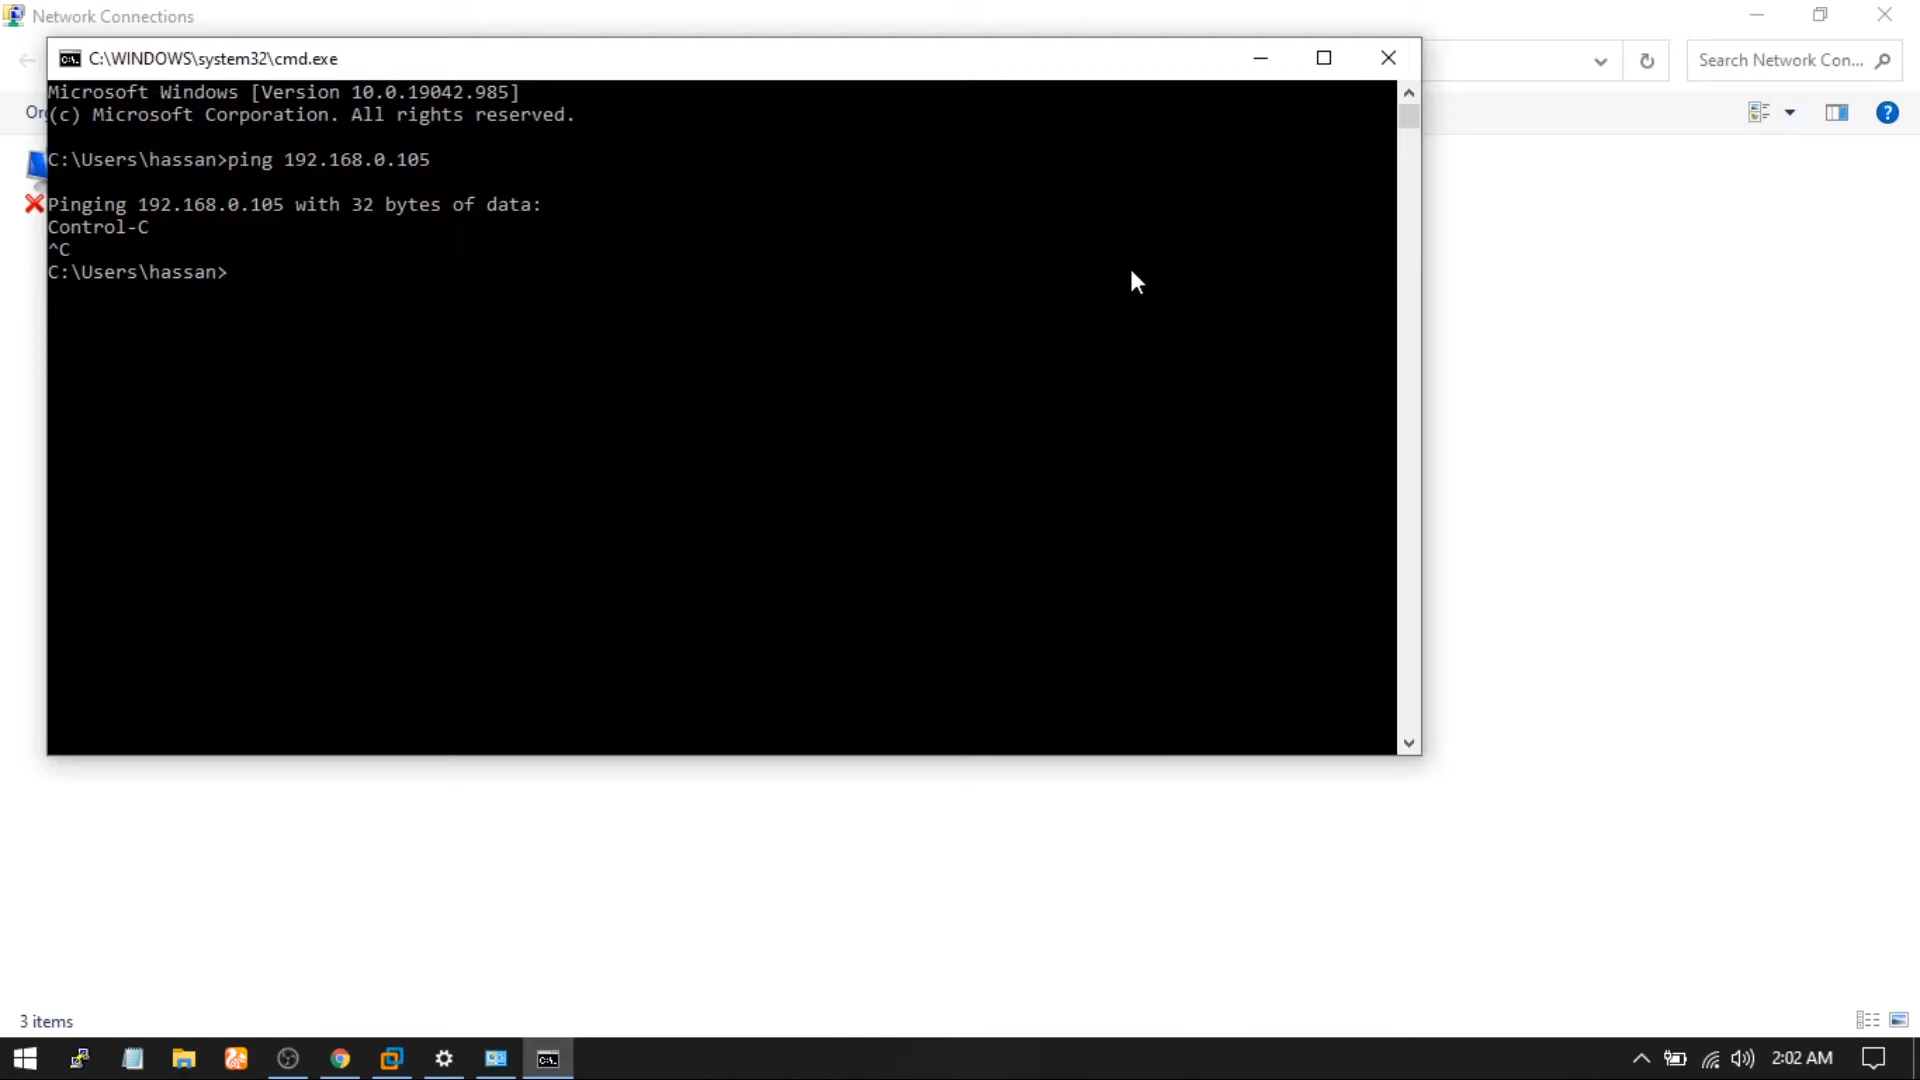 Network Connections
C:\WINDOWS\system32\cmd.exe
Search Network Con...
Microsoft Windows [Version 10.0.19042.985]
(c) Microsoft Corporation. All rights reserved.
C:\Users\hassan>ping 192.168.0.105
Pinging 192.168.0.105 with 32 bytes of data:
Control-C
^C
C:\Users\hassan>
3 items
2:02 AM